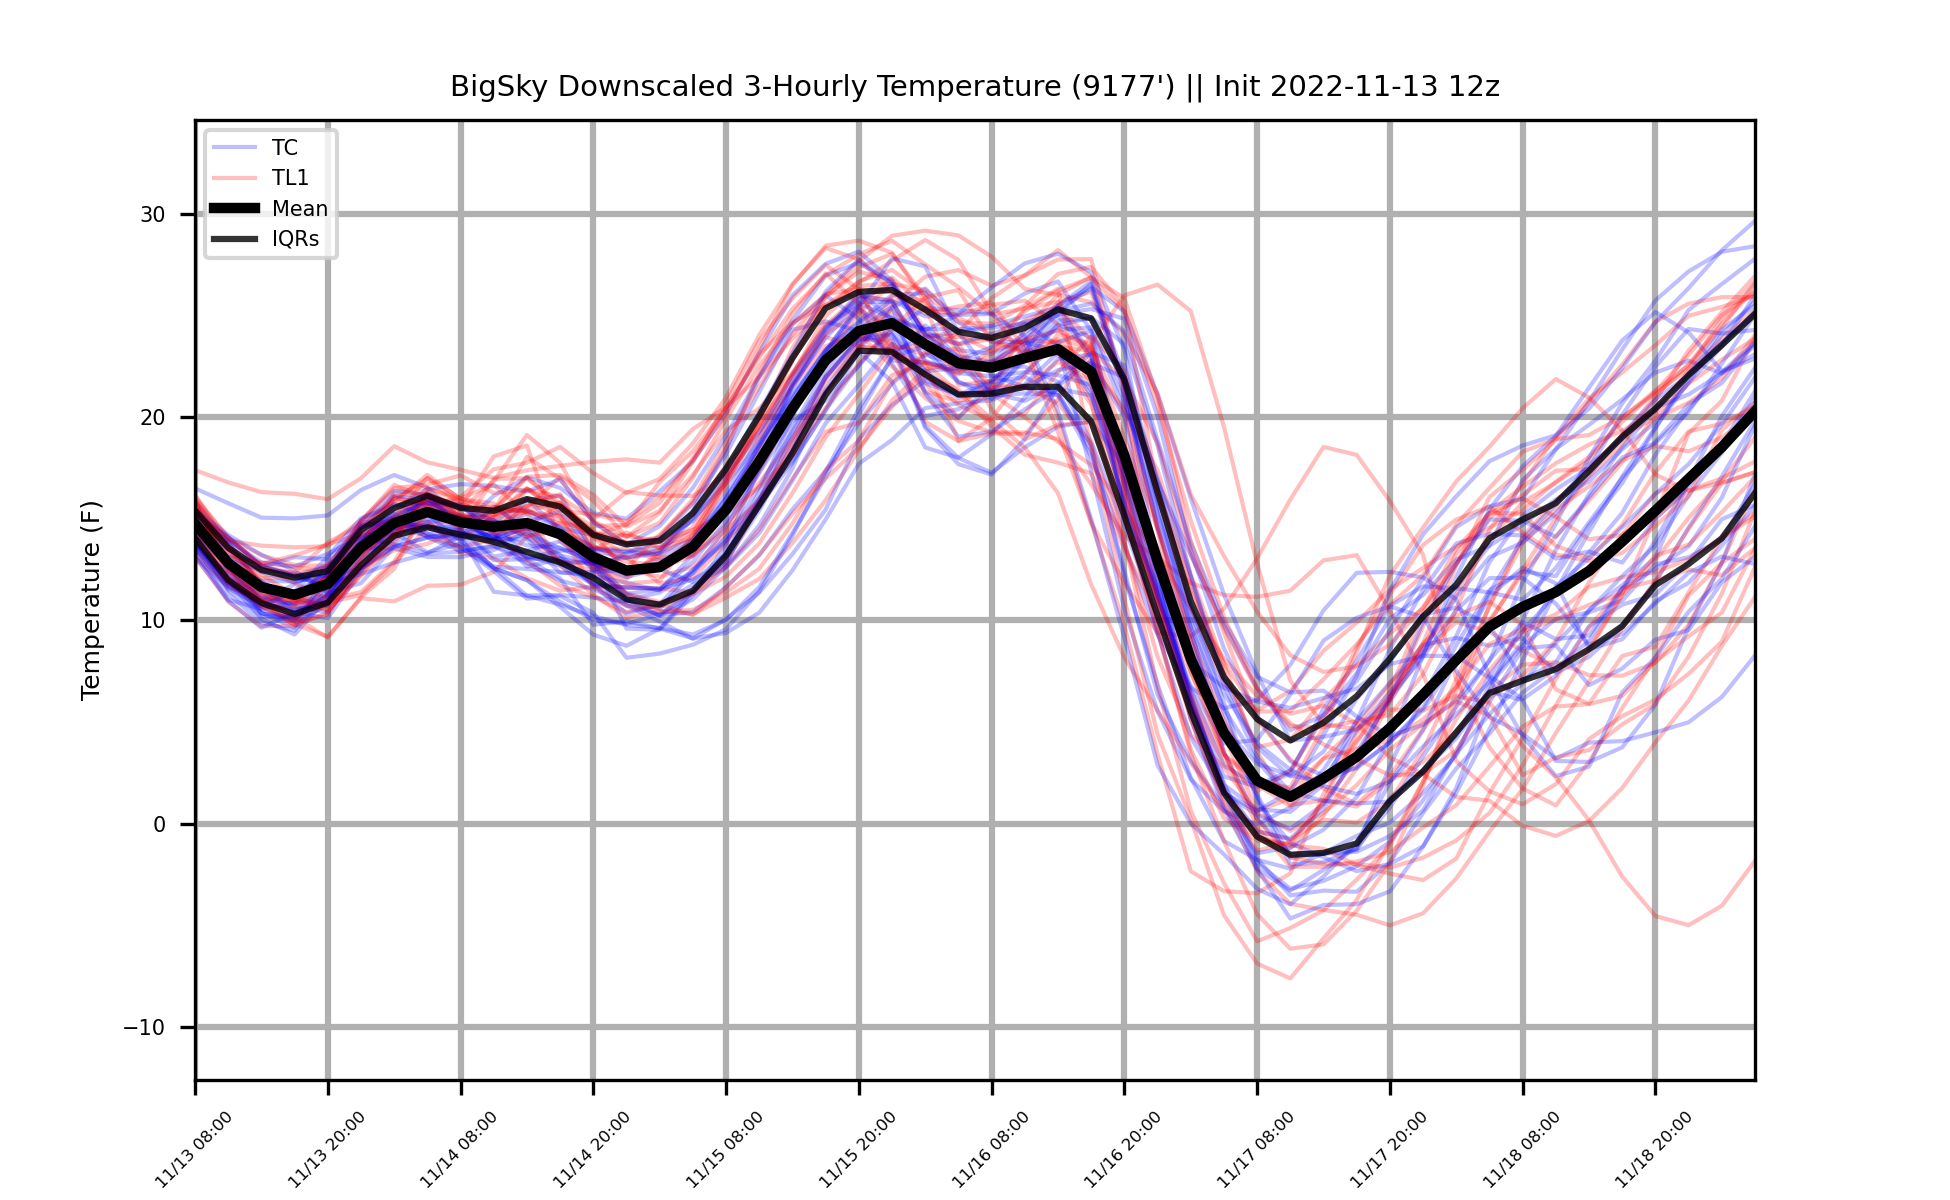 BigSky Downscaled 3-Hourly Temperature (9177') || Init 2022-11-13 12z
TC
TL1
Mean
IQRs
Temperature (F)
30
20
10
0
−10
11/13 08:00
11/13 20:00
11/14 08:00
11/14 20:00
11/15 08:00
11/15 20:00
11/16 08:00
11/16 20:00
11/17 08:00
11/17 20:00
11/18 08:00
11/18 20:00